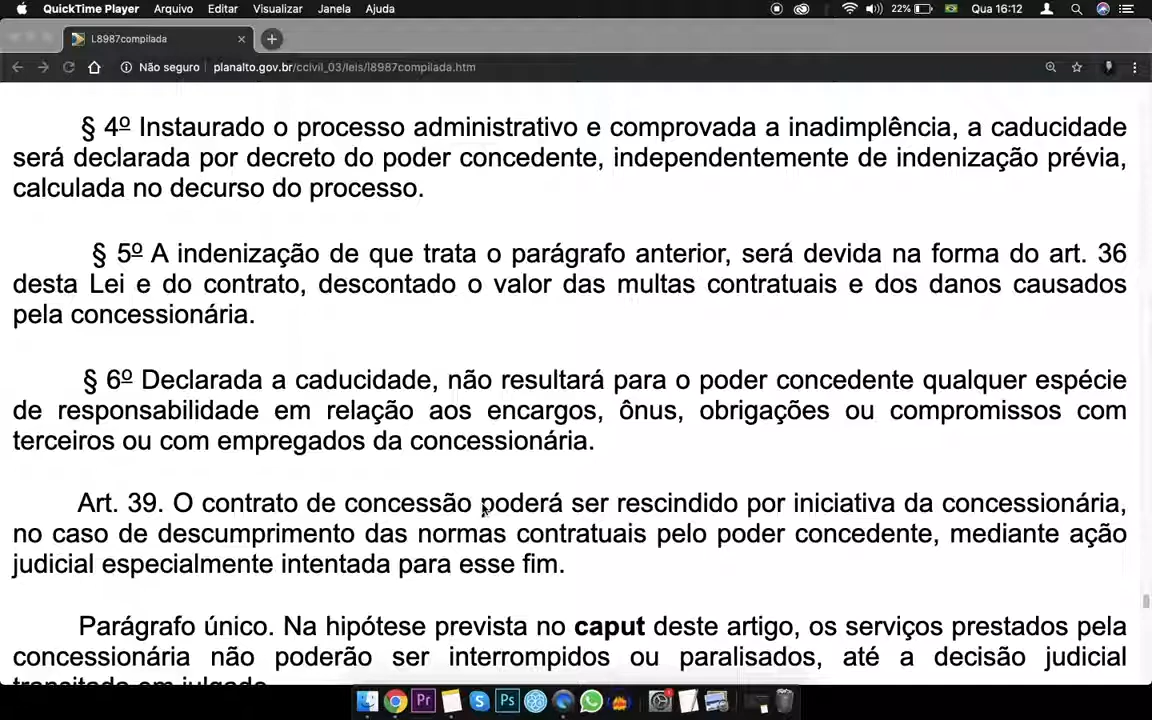 QuickTime Player Arquivo Editar Visualizar Janela Ajuda 22% Qua 16:12
L8987compilada
Não seguro planalto.gov.br/ccivil_03/leis/l8987compilada.htm
§ 4º Instaurado o processo administrativo e comprovada a inadimplência, a caducidade
será declarada por decreto do poder concedente, independentemente de indenização prévia,
calculada no decurso do processo.
§ 5º A indenização de que trata o parágrafo anterior, será devida na forma do art. 36
desta Lei e do contrato, descontado o valor das multas contratuais e dos danos causados
pela concessionária.
§ 6º Declarada a caducidade, não resultará para o poder concedente qualquer espécie
de responsabilidade em relação aos encargos, ônus, obrigações ou compromissos com
terceiros ou com empregados da concessionária.
Art. 39. O contrato de concessão poderá ser rescindido por iniciativa da concessionária,
no caso de descumprimento das normas contratuais pelo poder concedente, mediante ação
judicial especialmente intentada para esse fim.
Parágrafo único. Na hipótese prevista no caput deste artigo, os serviços prestados pela
concessionária não poderão ser interrompidos ou paralisados, até a decisão judicial
transitada em julgado.
Pr S Ps